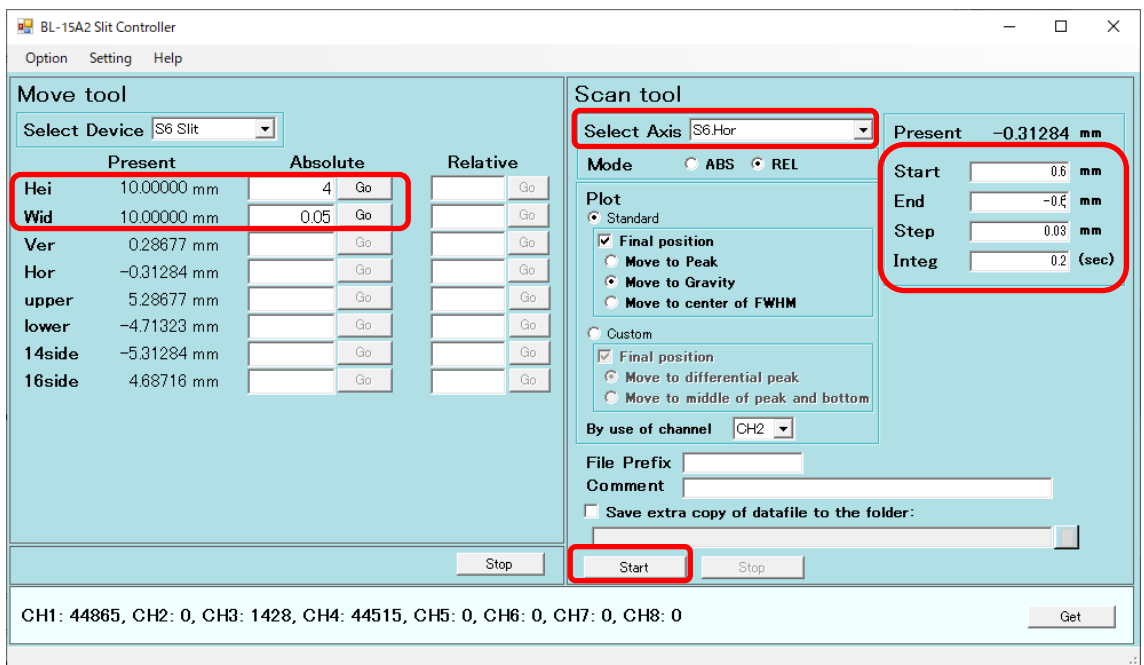 BL-15A2 Slit Controller
Option Setting Help
Move tool
Select Device S6 Slit
Present Absolute Relative
Hei 10.00000 mm 4 Go Go
Wid 10.00000 mm 0.05 Go Go
Ver 0.28677 mm Go Go
Hor -0.31284 mm Go Go
upper 5.28677 mm Go Go
lower -4.71323 mm Go Go
14side -5.31284 mm Go Go
16side 4.68716 mm Go Go
Stop
Scan tool
Select Axis S6.Hor
Mode ABS REL
Plot
Standard
Final position
Move to Peak
Move to Gravity
Move to center of FWHM
Custom
Final position
Move to differential peak
Move to middle of peak and bottom
By use of channel CH2
Present -0.31284 mm
Start 0.6 mm
End mm
Step 0.03 mm
Integ 0.2 (sec)
File Prefix
Comment
Save extra copy of datafile to the folder:
Start Stop
CH1: 44865, CH2: 0, CH3: 1428, CH4: 44515, CH5: 0, CH6: 0, CH7: 0, CH8: 0
Get